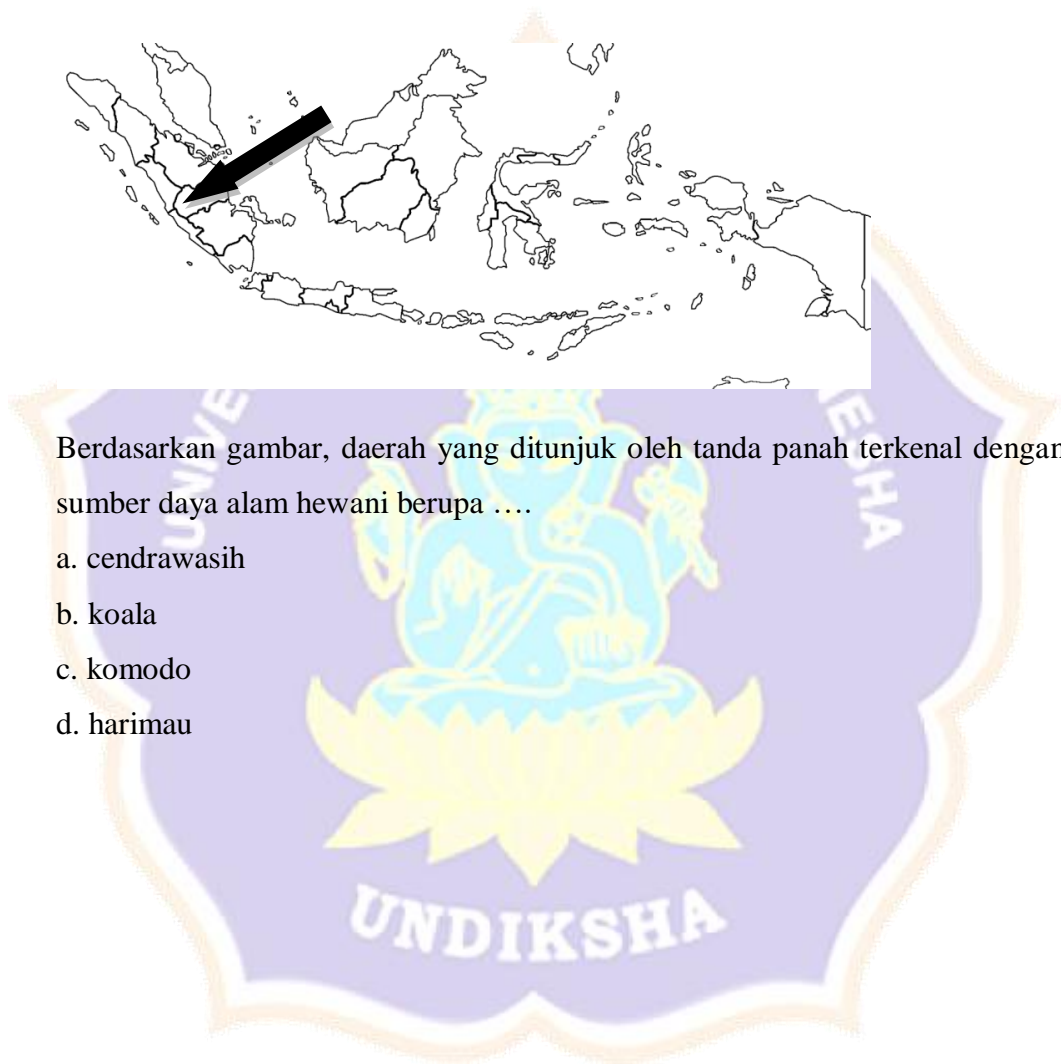 Berdasarkan gambar, daerah yang ditunjuk oleh tanda panah terkenal dengan
sumber daya alam hewani berupa ….
a. cendrawasih
b. koala
c. komodo
d. harimau
UNDIKSHA